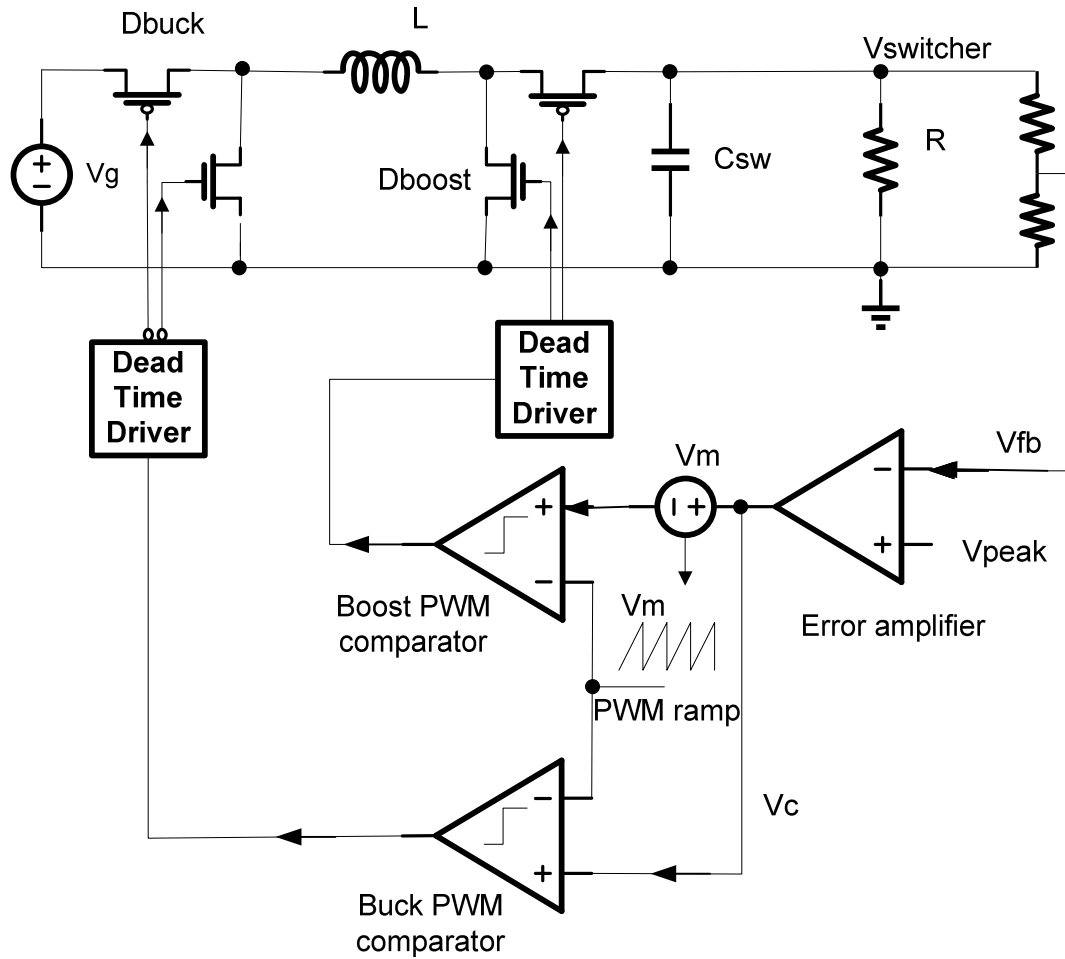 Dbuck
L
Vswitcher
+
−
Vg
Dboost
Csw
R
Dead
Time
Driver
Dead
Time
Driver
Vm
Vfb
−
+
Vpeak
Error amplifier
+
−
− +
Boost PWM
comparator
Vm
PWM ramp
−
+
Vc
Buck PWM
comparator